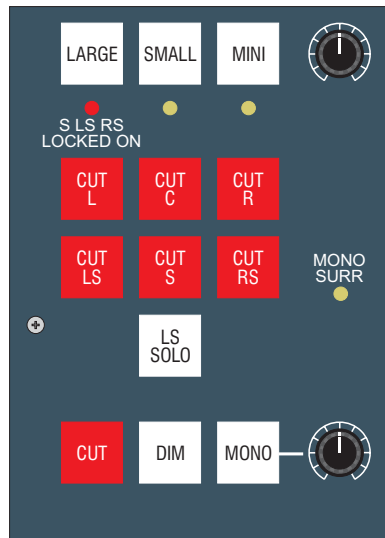 LARGE SMALL MINI
S LS RS
LOCKED ON
CUT L
CUT C
CUT R
CUT LS
CUT S
CUT RS
MONO
SURR
LS
SOLO
CUT DIM MONO